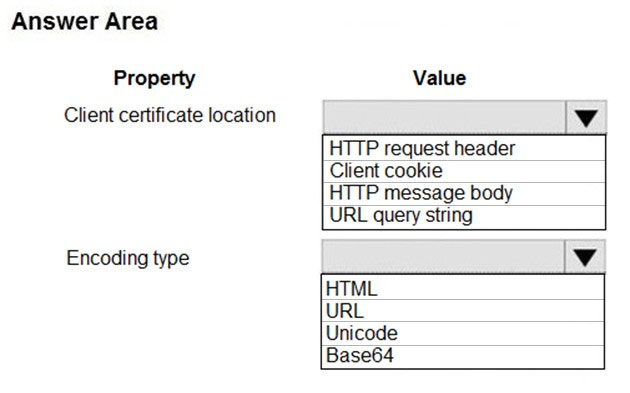 Answer Area
Property Value
Client certificate location
HTTP request header
Client cookie
HTTP message body
URL query string
Encoding type
HTML
URL
Unicode
Base64